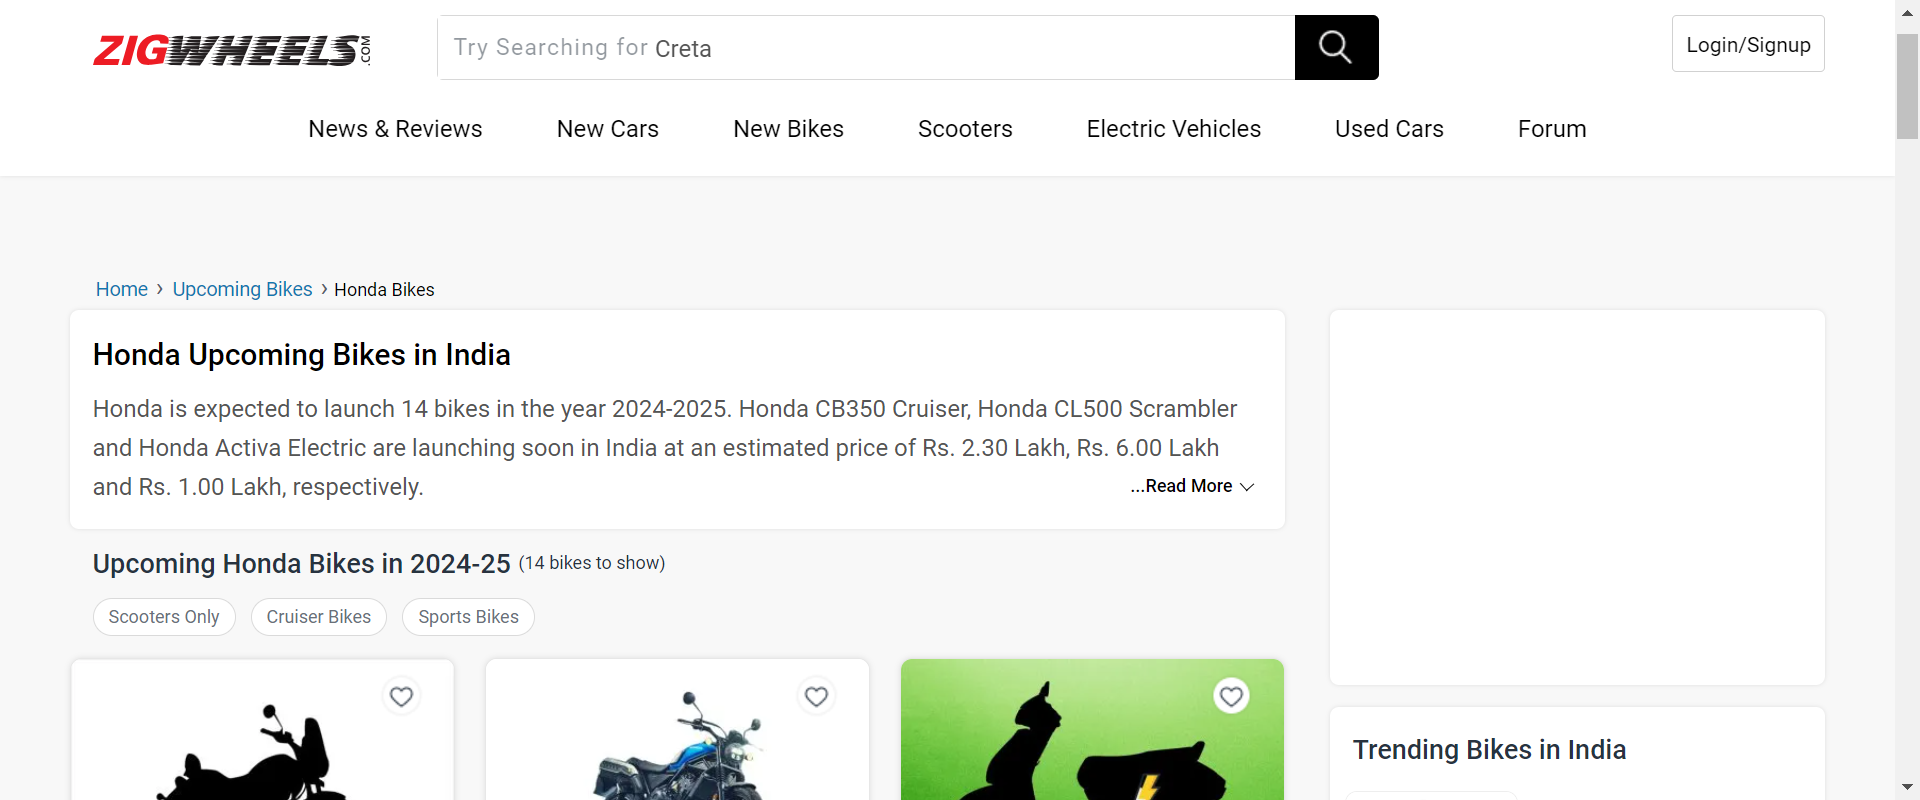 ZIGWHEELS.COM
Try Searching for Creta
Login/Signup
News & Reviews
New Cars
New Bikes
Scooters
Electric Vehicles
Used Cars
Forum
Home › Upcoming Bikes › Honda Bikes
Honda Upcoming Bikes in India
Honda is expected to launch 14 bikes in the year 2024-2025. Honda CB350 Cruiser, Honda CL500 Scrambler
and Honda Activa Electric are launching soon in India at an estimated price of Rs. 2.30 Lakh, Rs. 6.00 Lakh
and Rs. 1.00 Lakh, respectively.
...Read More
Upcoming Honda Bikes in 2024-25 (14 bikes to show)
Scooters Only
Cruiser Bikes
Sports Bikes
Trending Bikes in India